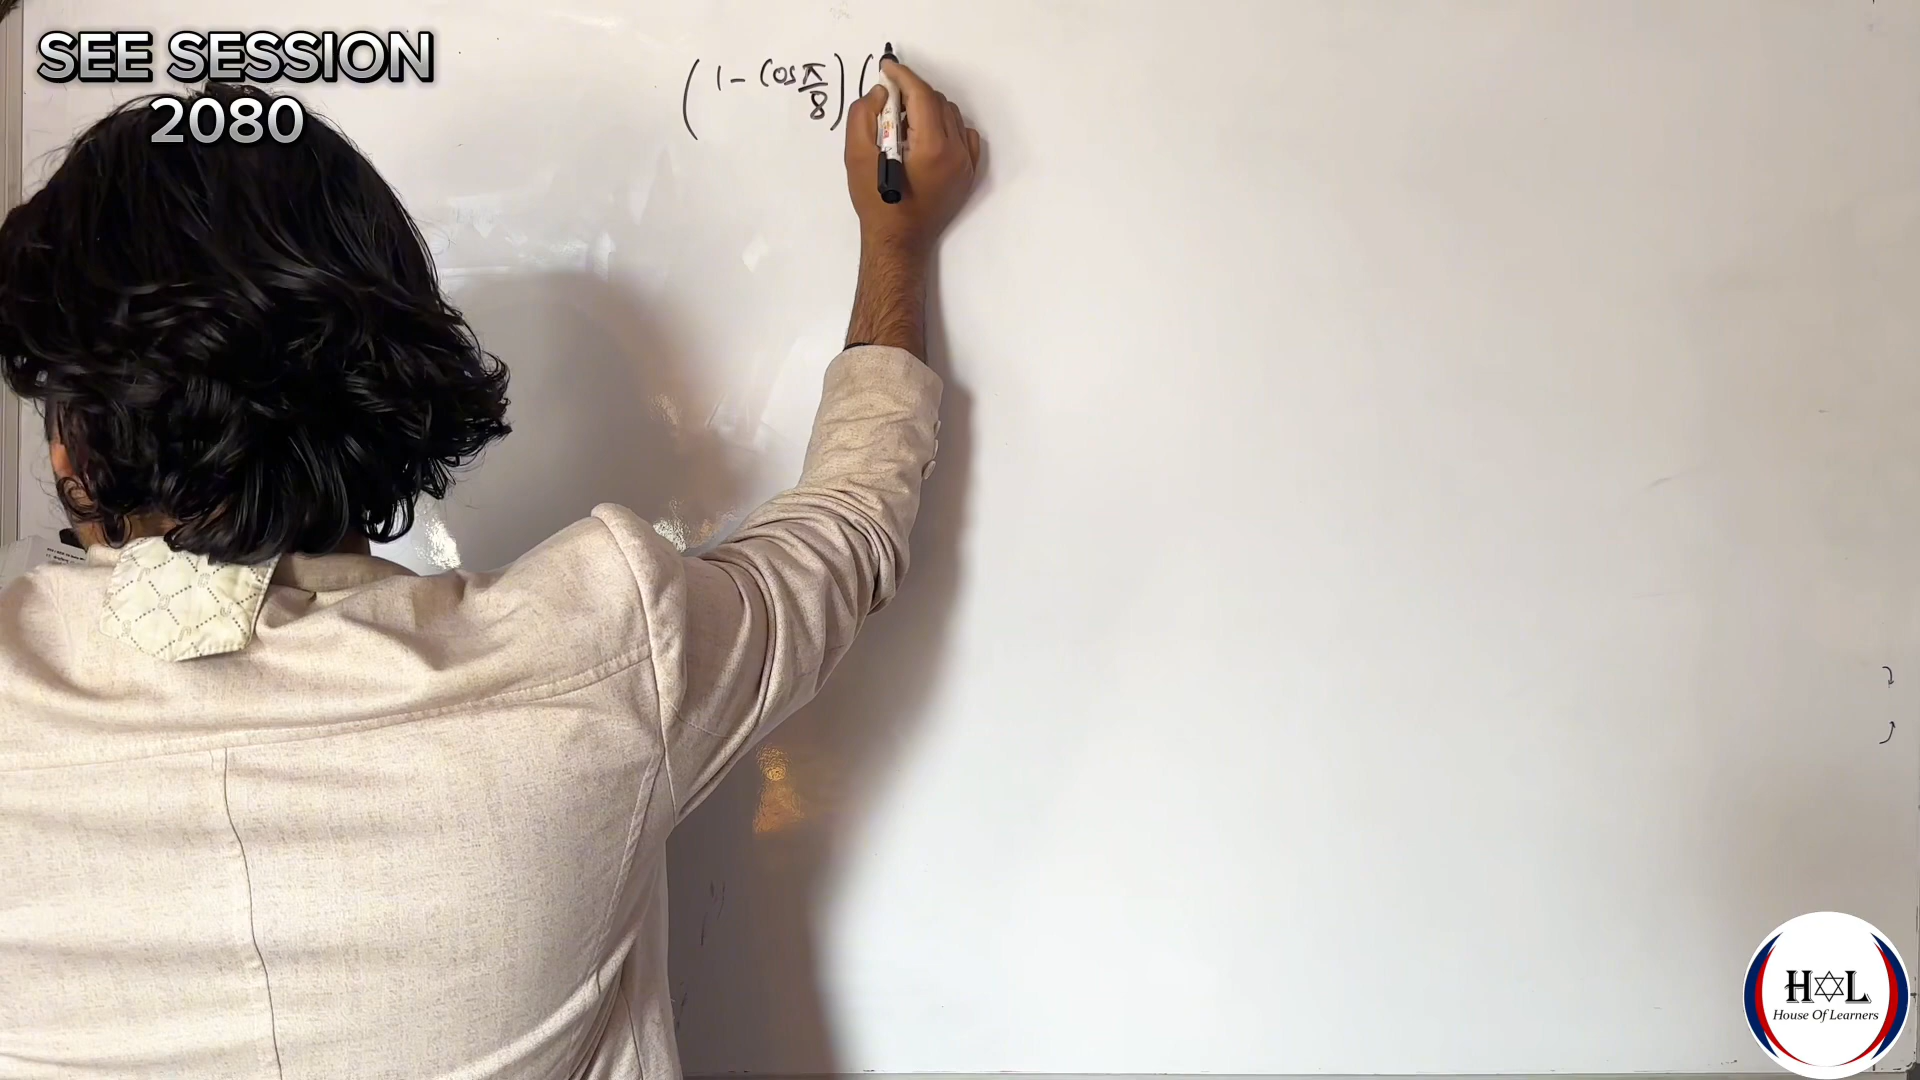 SEE SESSION
2080
(1 - Cos π/8) (
H L
House Of Learners